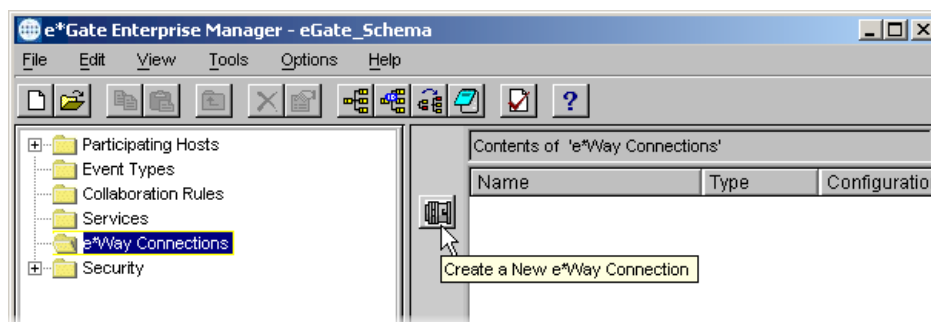 e*Gate Enterprise Manager - eGate_Schema
File Edit View Tools Options Help
?
Participating Hosts
Event Types
Collaboration Rules
Services
e*Way Connections
Security
Contents of 'e*Way Connections'
Name Type Configuratio
Create a New e*Way Connection